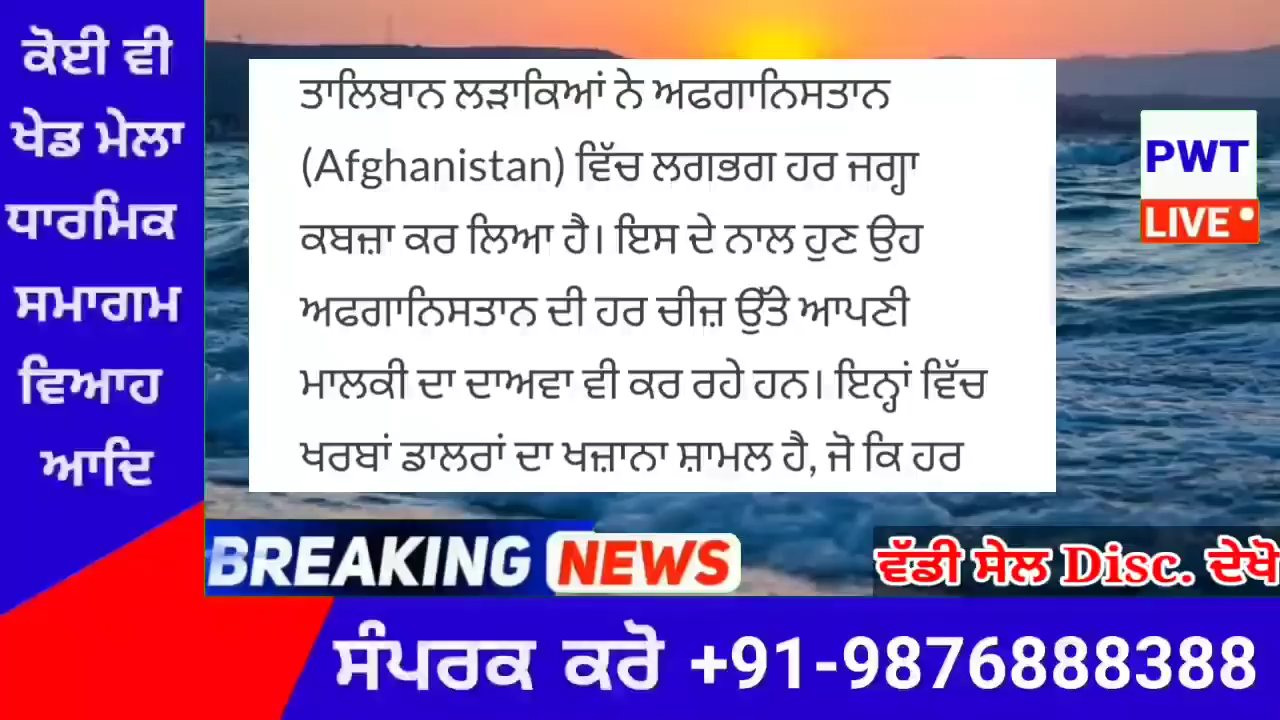 ਕੋਈ ਵੀ
ਖੇਡ ਮੇਲਾ
ਧਾਰਮਿਕ
ਸਮਾਗਮ
ਵਿਆਹ
ਆਦਿ
ਤਾਲਿਬਾਨ ਲੜਾਕਿਆਂ ਨੇ ਅਫਗਾਨਿਸਤਾਨ
(Afghanistan) ਵਿੱਚ ਲਗਭਗ ਹਰ ਜਗ੍ਹਾ
ਕਬਜ਼ਾ ਕਰ ਲਿਆ ਹੈ। ਇਸ ਦੇ ਨਾਲ ਹੁਣ ਉਹ
ਅਫਗਾਨਿਸਤਾਨ ਦੀ ਹਰ ਚੀਜ਼ ਉੱਤੇ ਆਪਣੀ
ਮਾਲਕੀ ਦਾ ਦਾਅਵਾ ਵੀ ਕਰ ਰਹੇ ਹਨ। ਇਨ੍ਹਾਂ ਵਿੱਚ
ਖਰਬਾਂ ਡਾਲਰਾਂ ਦਾ ਖਜ਼ਾਨਾ ਸ਼ਾਮਲ ਹੈ, ਜੋ ਕਿ ਹਰ
PWT
LIVE
BREAKING NEWS
ਵੱਡੀ ਸੇਲ Disc. ਦੇਖੋ
ਸੰਪਰਕ ਕਰੋ +91-9876888388